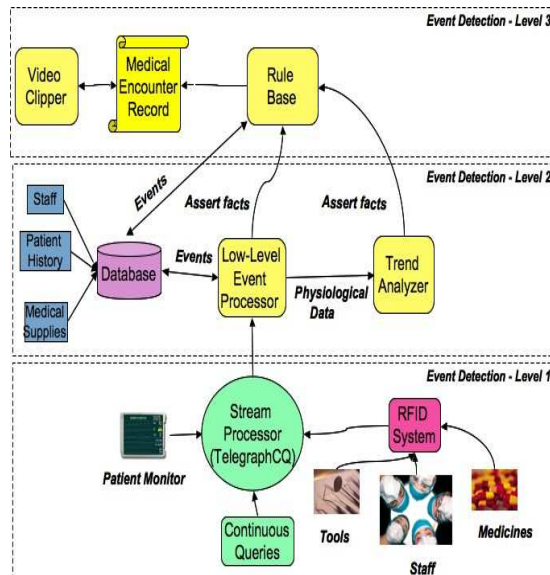 Event Detection - Level 3
Video
Clipper
Medical
Encounter
Record
Rule
Base
Event Detection - Level 2
Staff
Patient
History
Medical
Supplies
Database
Events
Events
Assert facts
Assert facts
Low-Level
Event
Processor
Physiological
Data
Trend
Analyzer
Event Detection - Level 1
Patient Monitor
Stream
Processor
(TelegraphCQ)
RFID
System
Continuous
Queries
Tools
Staff
Medicines